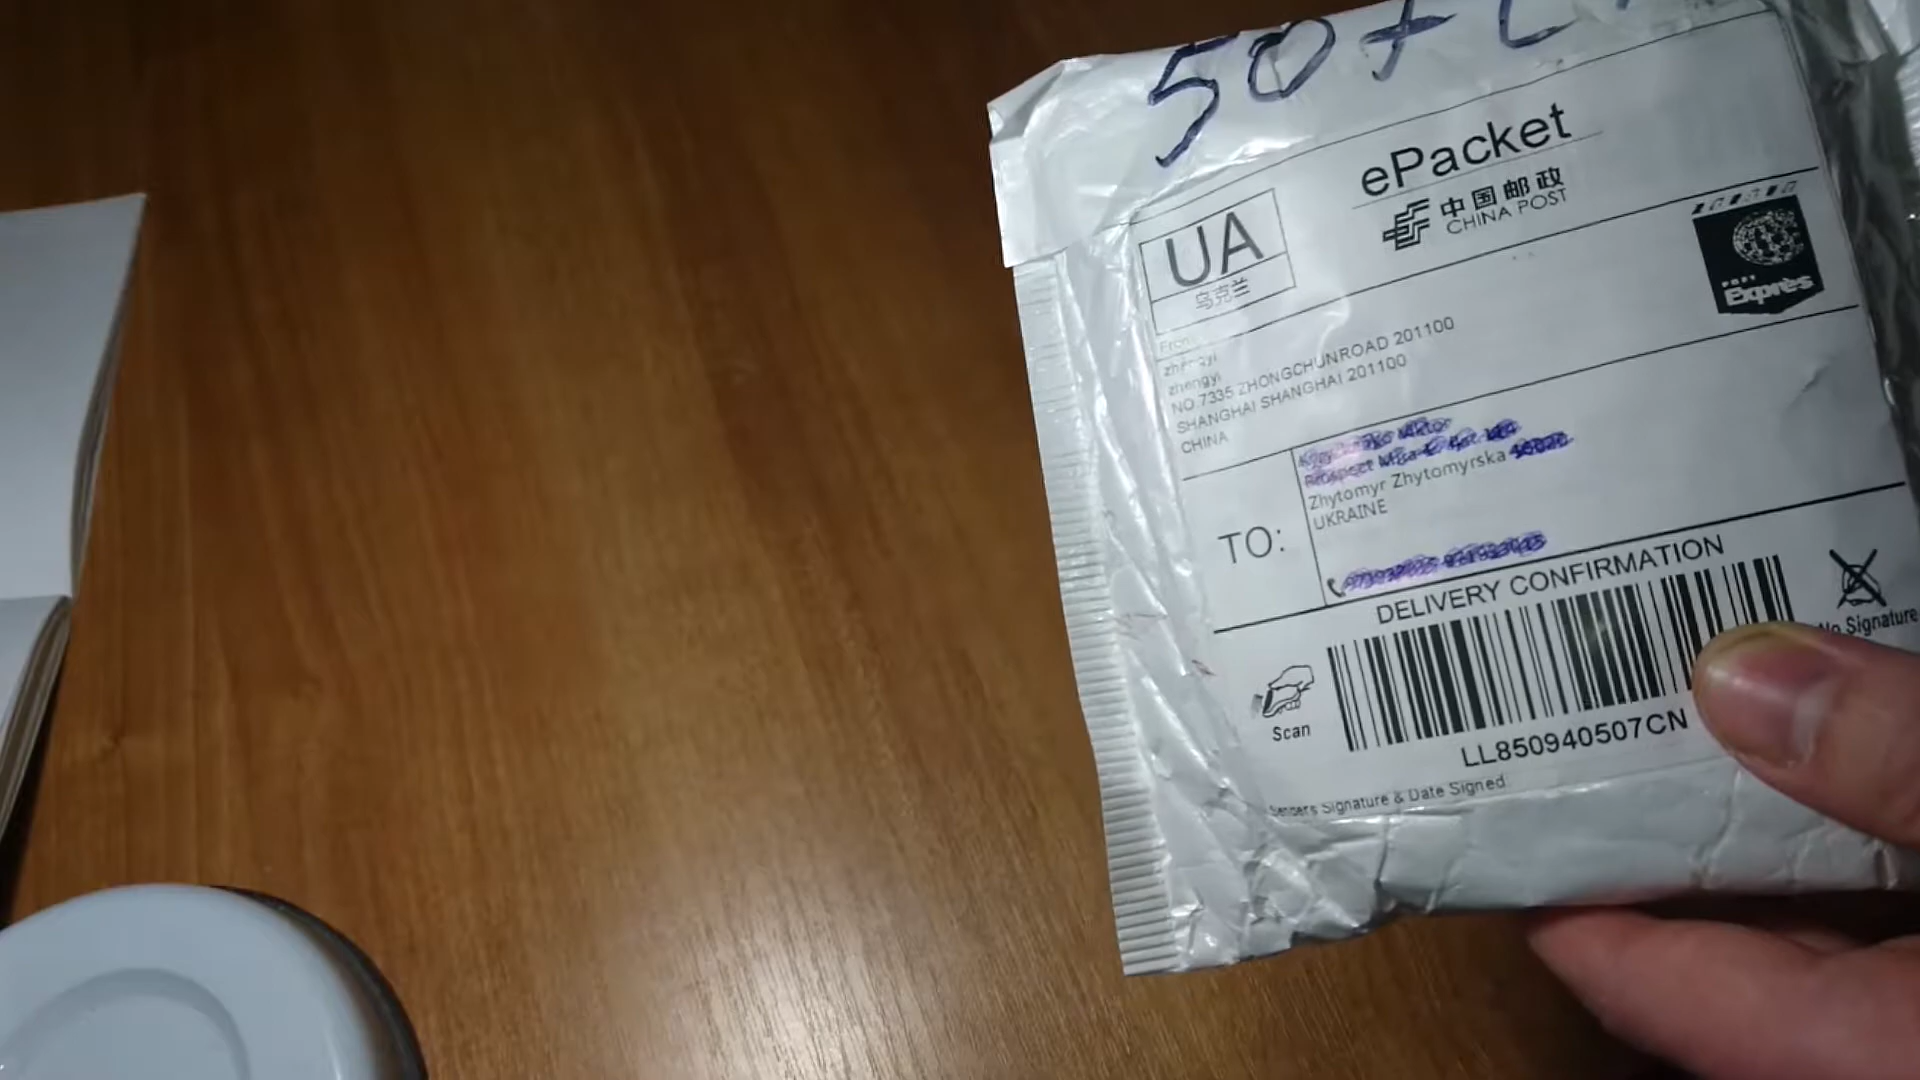 50+
ePacket
中国邮政
CHINA POST
UA
乌克兰
Exprès
From:
zhengyi
zhengyi
NO.7335 ZHONGCHUNROAD 201100
SHANGHAI SHANGHAI 201100
CHINA
TO:
Zhytomyr Zhytomyrska
UKRAINE
DELIVERY CONFIRMATION
No Signature
Scan
LL850940507CN
Senders Signature & Date Signed